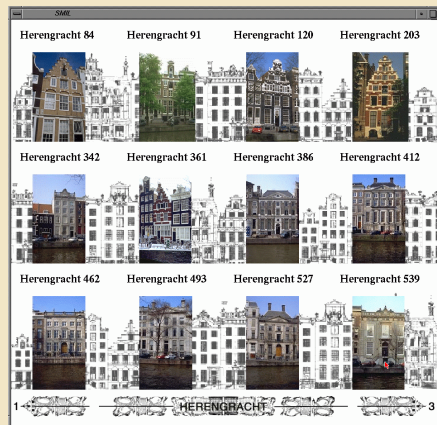 SMIL
Herengracht 84 Herengracht 91 Herengracht 120 Herengracht 203
Herengracht 342 Herengracht 361 Herengracht 386 Herengracht 412
Herengracht 462 Herengracht 493 Herengracht 527 Herengracht 539
1 HERENGRACHT 3